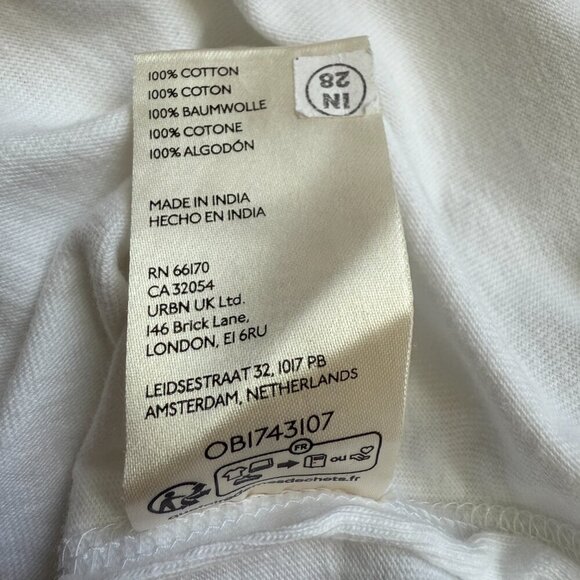 100% COTTON
100% COTON
100% BAUMWOLLE
100% COTONE
100% ALGODÓN
IN
28
MADE IN INDIA
HECHO EN INDIA
RN 66170
CA 32054
URBN UK Ltd.
146 Brick Lane,
LONDON, E1 6RU
LEIDSESTRAAT 32, 1017 PB
AMSTERDAM, NETHERLANDS
OB1743107
FR
ou